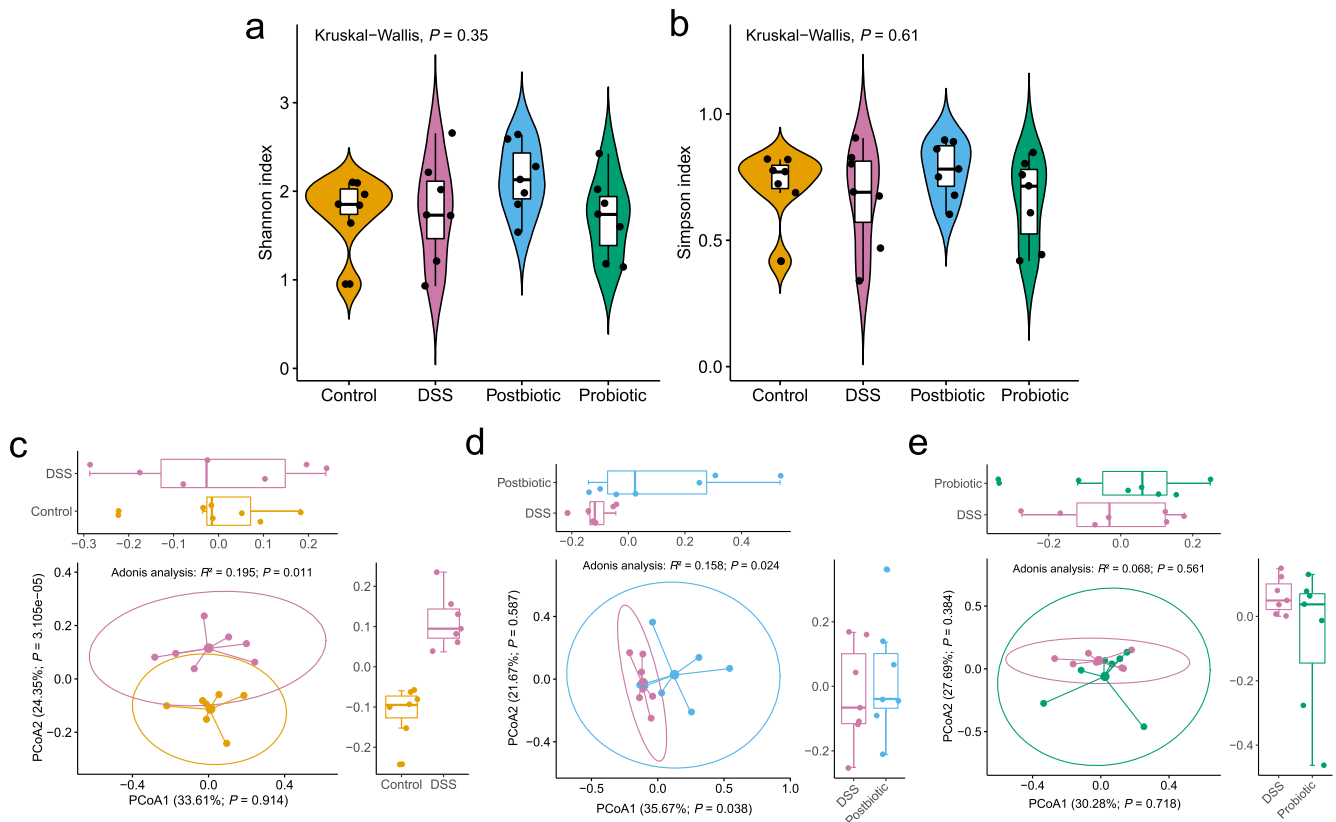 a
Kruskal−Wallis, P = 0.35
Shannon index
3
2
1
0
Control DSS Postbiotic Probiotic
b
Kruskal−Wallis, P = 0.61
Simpson index
1.0
0.5
0.0
Control DSS Postbiotic Probiotic
c
DSS
Control
−0.3 −0.2 −0.1 0.0 0.1 0.2
Adonis analysis: R² = 0.195; P = 0.011
PCoA2 (24.35%; P = 3.105e−05)
0.4
0.2
0.0
−0.2
−0.4 0.0 0.4
PCoA1 (33.61%; P = 0.914)
0.2
0.1
0.0
−0.1
−0.2
Control DSS
d
Postbiotic
DSS
−0.2 0.0 0.2 0.4
Adonis analysis: R² = 0.158; P = 0.024
PCoA2 (21.67%; P = 0.587)
0.4
0.0
−0.4
−0.5 0.0 0.5 1.0
PCoA1 (35.67%; P = 0.038)
0.2
0.0
−0.2
DSS
Postbiotic
e
Probiotic
DSS
−0.2 0.0 0.2
Adonis analysis: R² = 0.068; P = 0.561
PCoA2 (27.69%; P = 0.384)
0.5
0.0
−0.5
−0.4 0.0 0.4
PCoA1 (30.28%; P = 0.718)
0.0
−0.2
−0.4
DSS
Probiotic